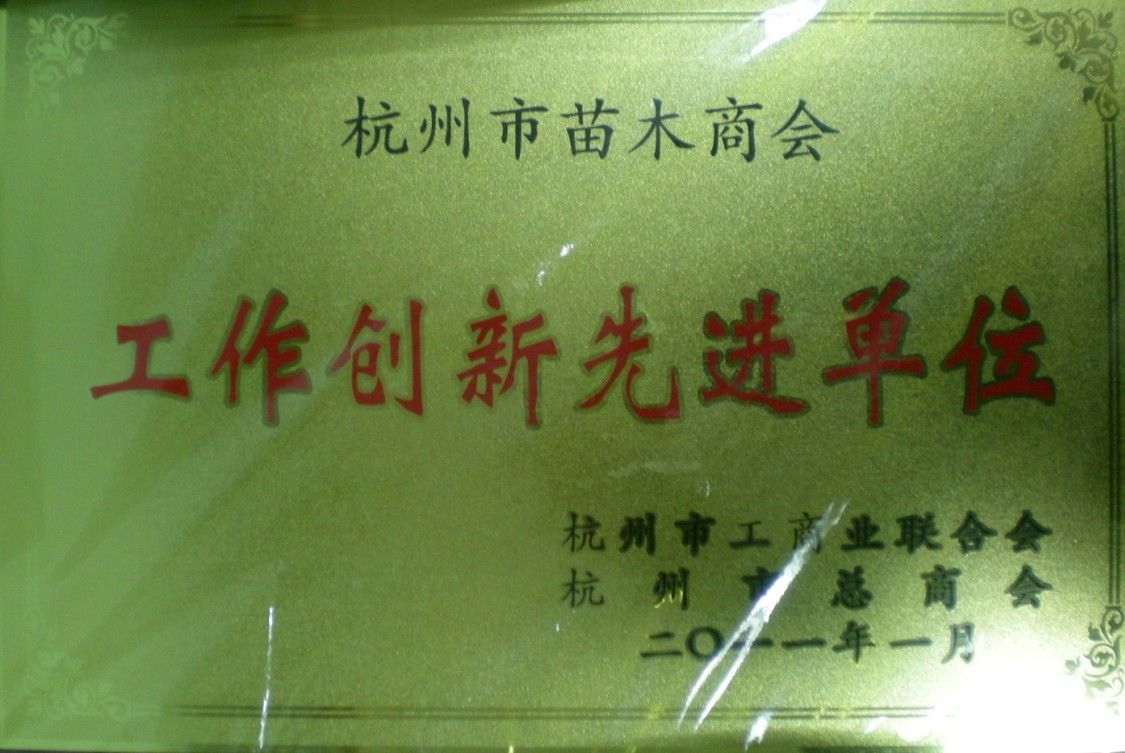 杭州市苗木商会
工作创新先进单位
杭州市工商业联合会
杭州市总商会
二〇一一年一月